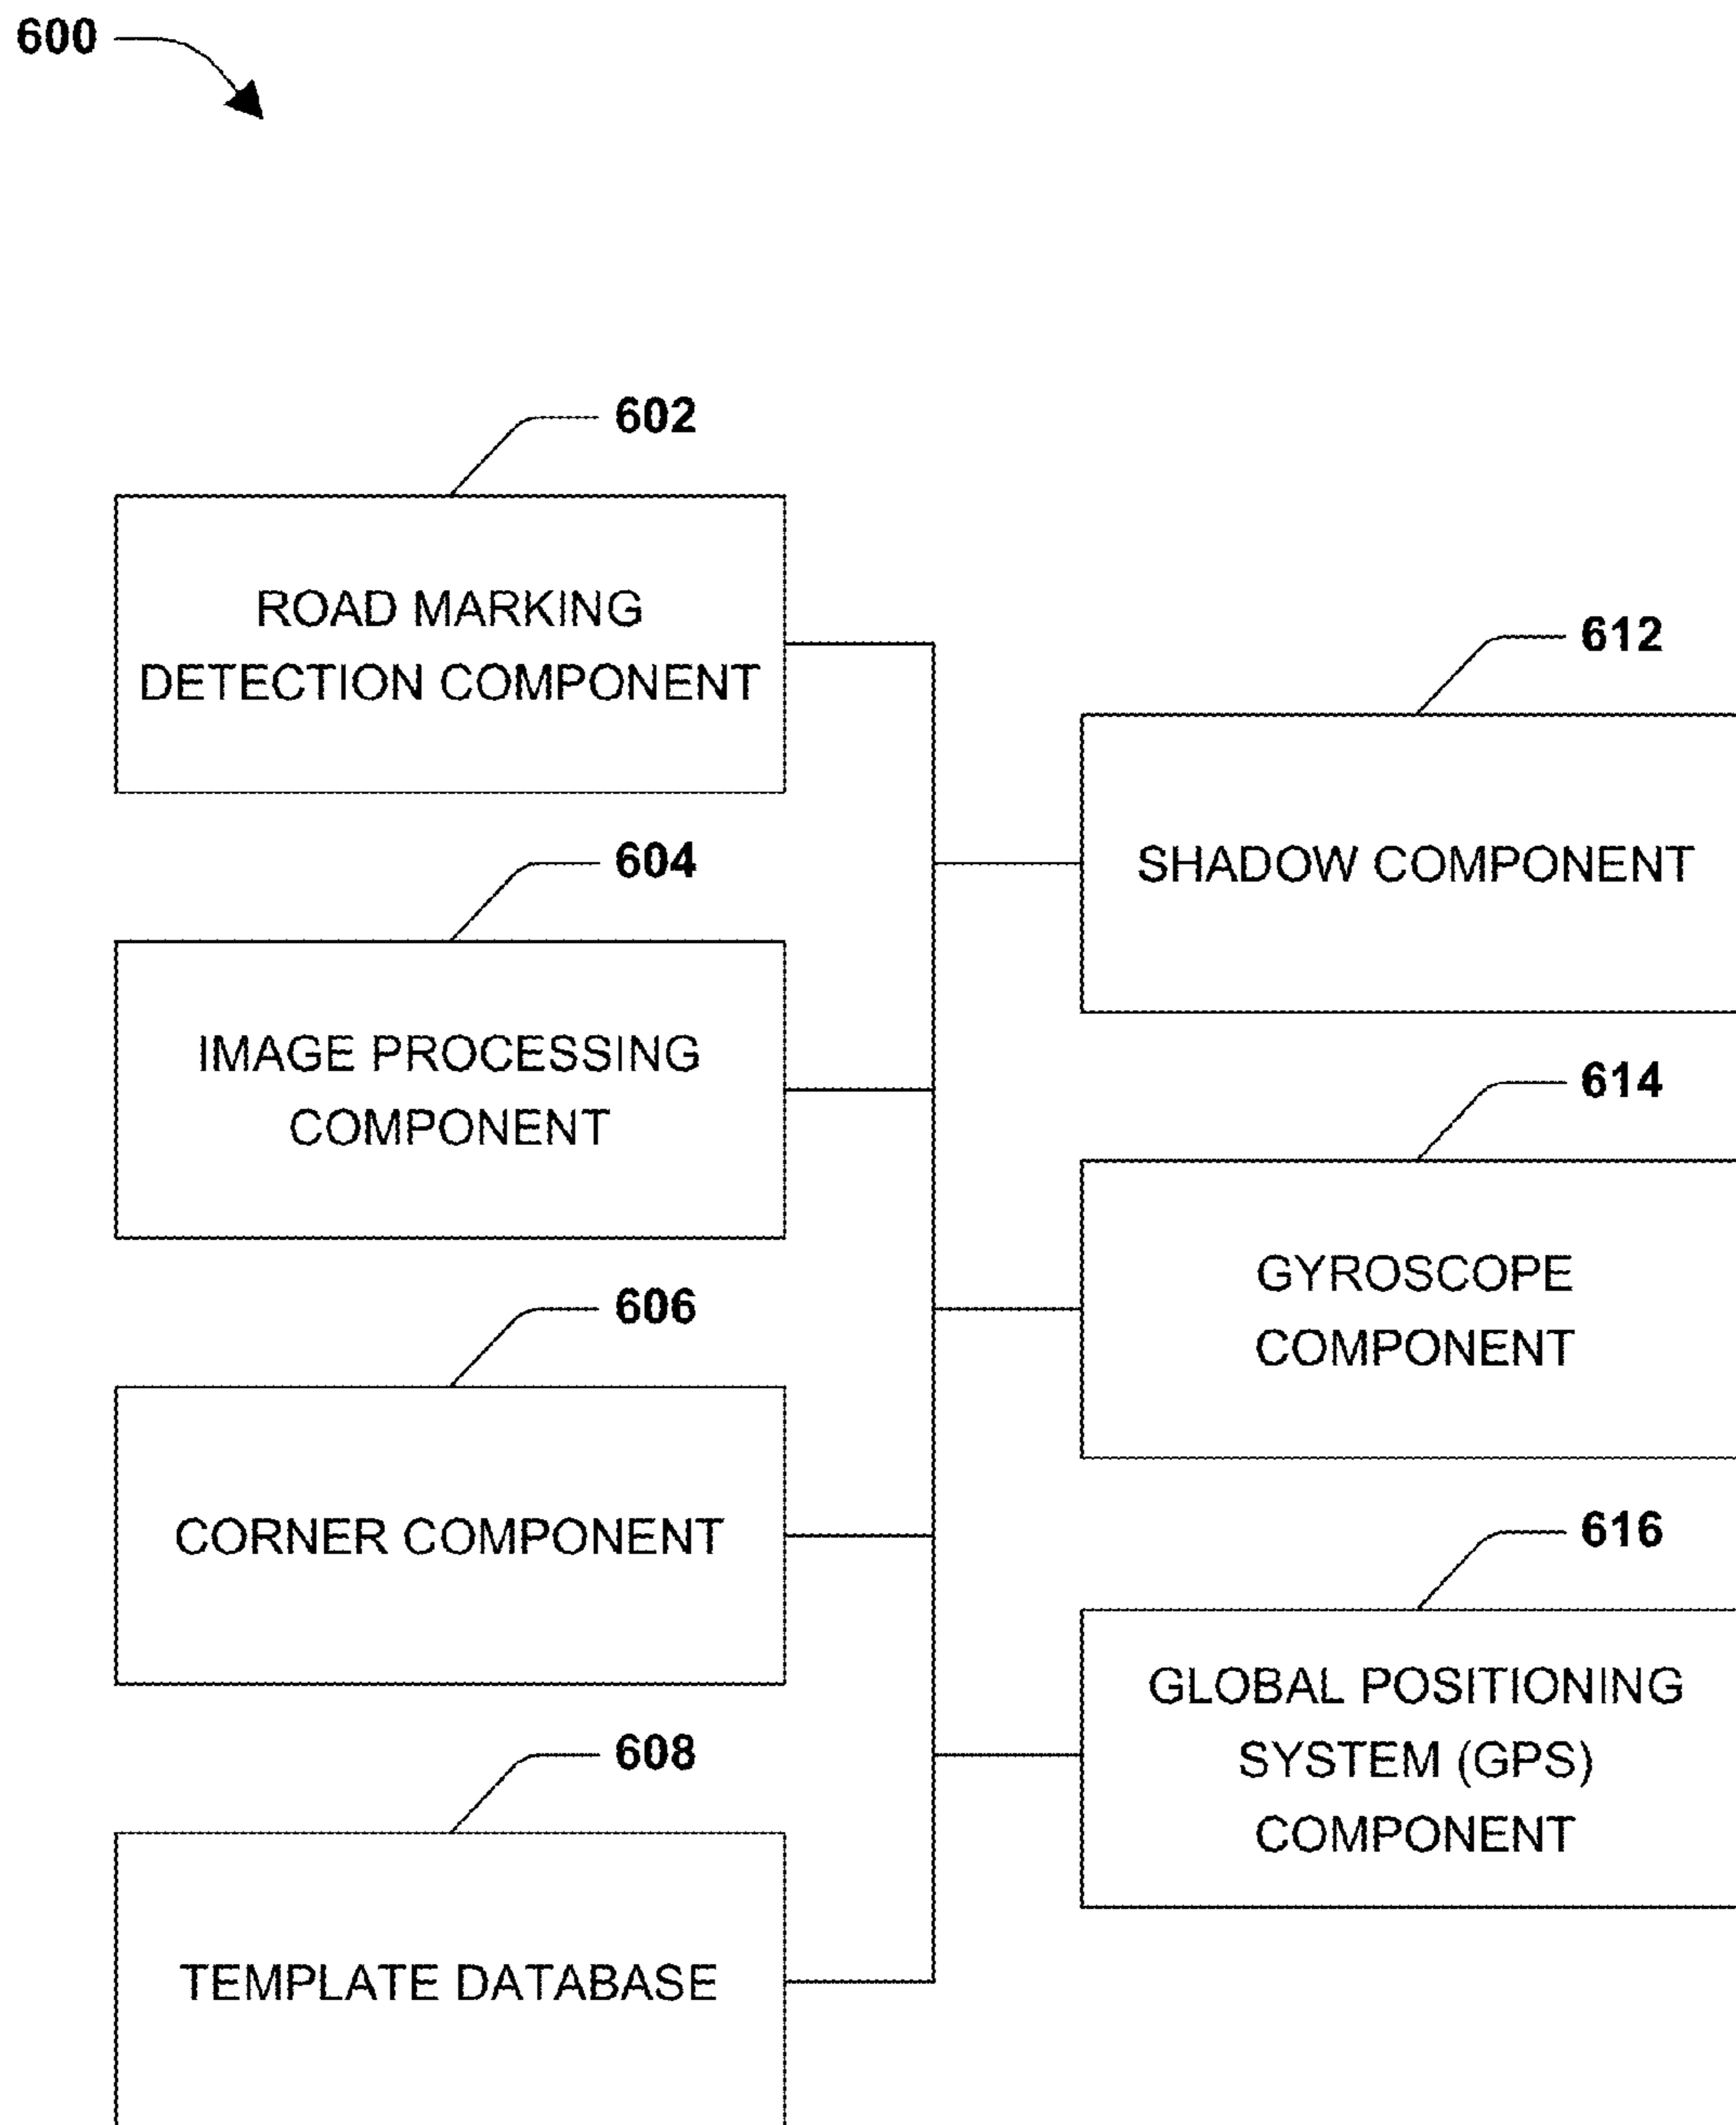 600
602
ROAD MARKING
DETECTION COMPONENT
604
IMAGE PROCESSING
COMPONENT
606
CORNER COMPONENT
608
TEMPLATE DATABASE
612
SHADOW COMPONENT
614
GYROSCOPE
COMPONENT
616
GLOBAL POSITIONING
SYSTEM (GPS)
COMPONENT